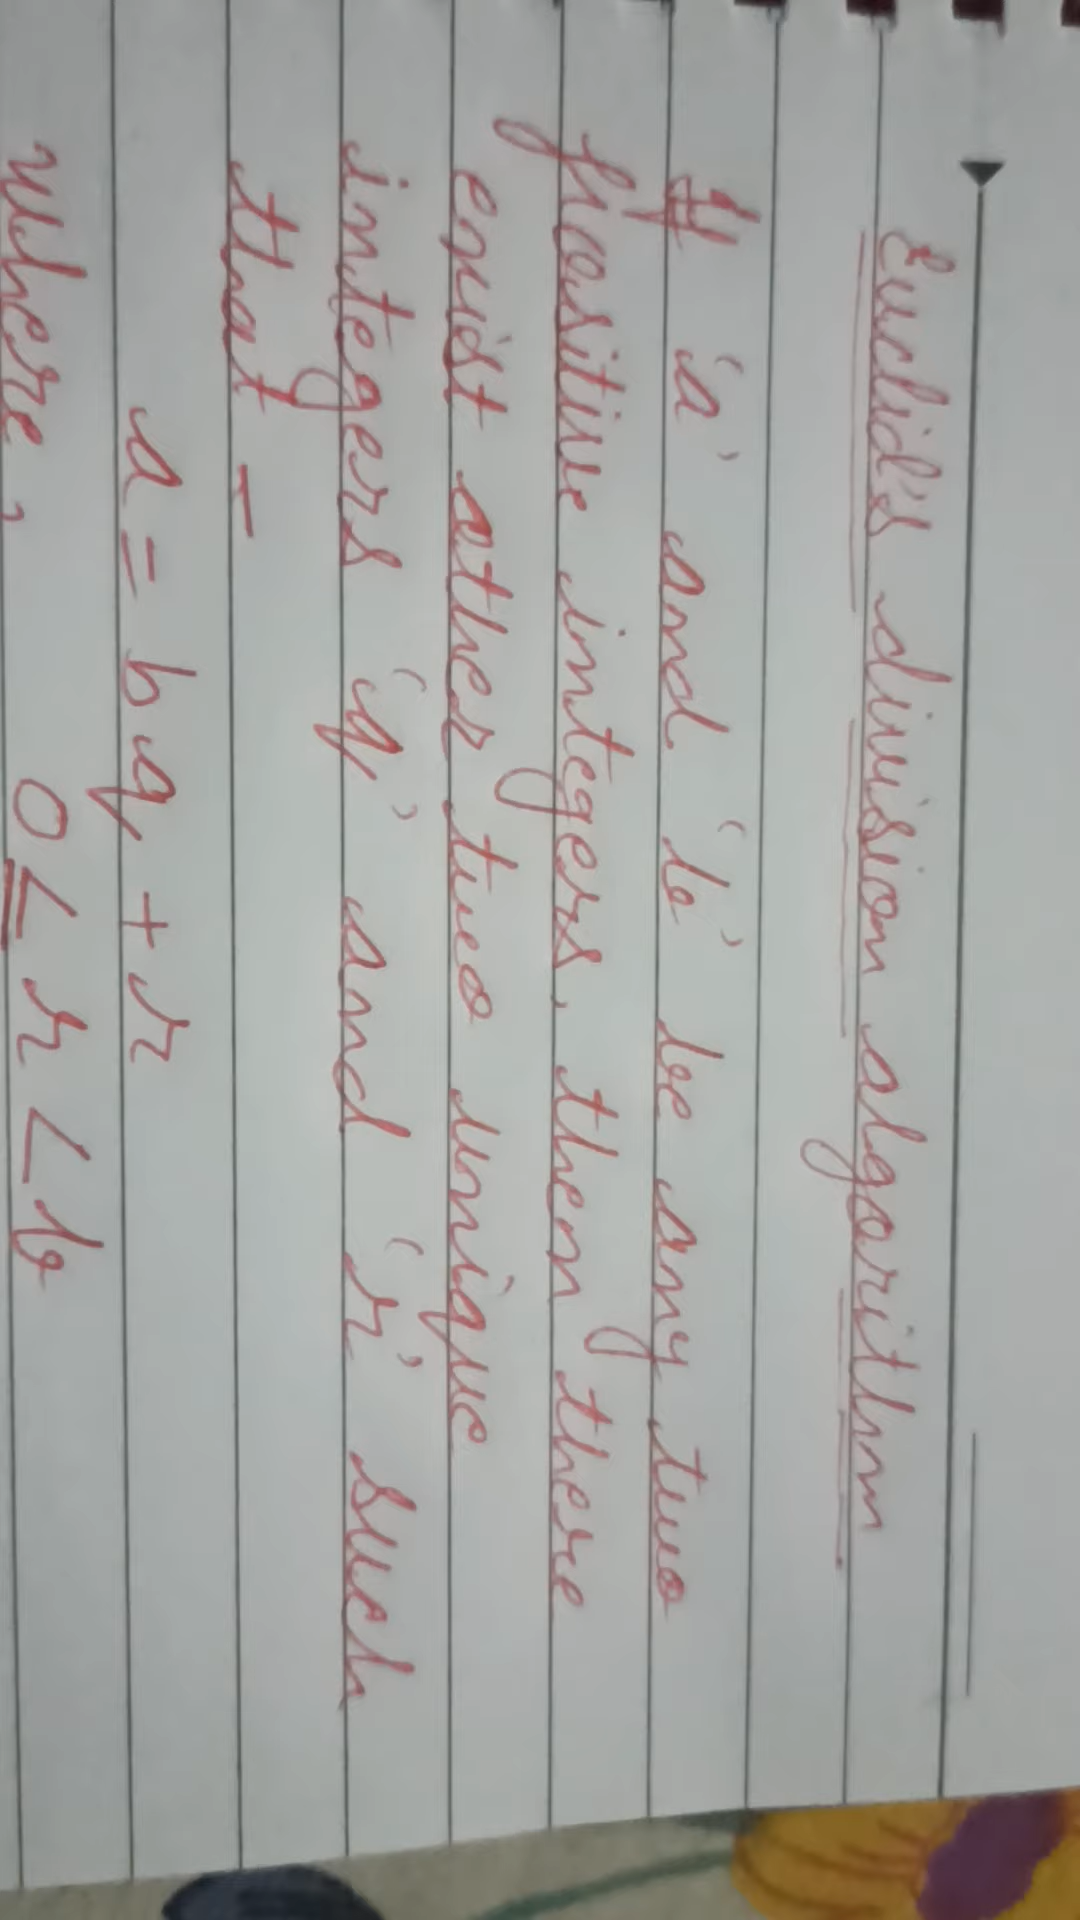 Euclid's division algorithm
If 'a' and 'b' be any two
positive integers, then there
exist other two unique
integers 'q' and 'r' such
that -
a = bq + r
where, 0 ≤ r < b